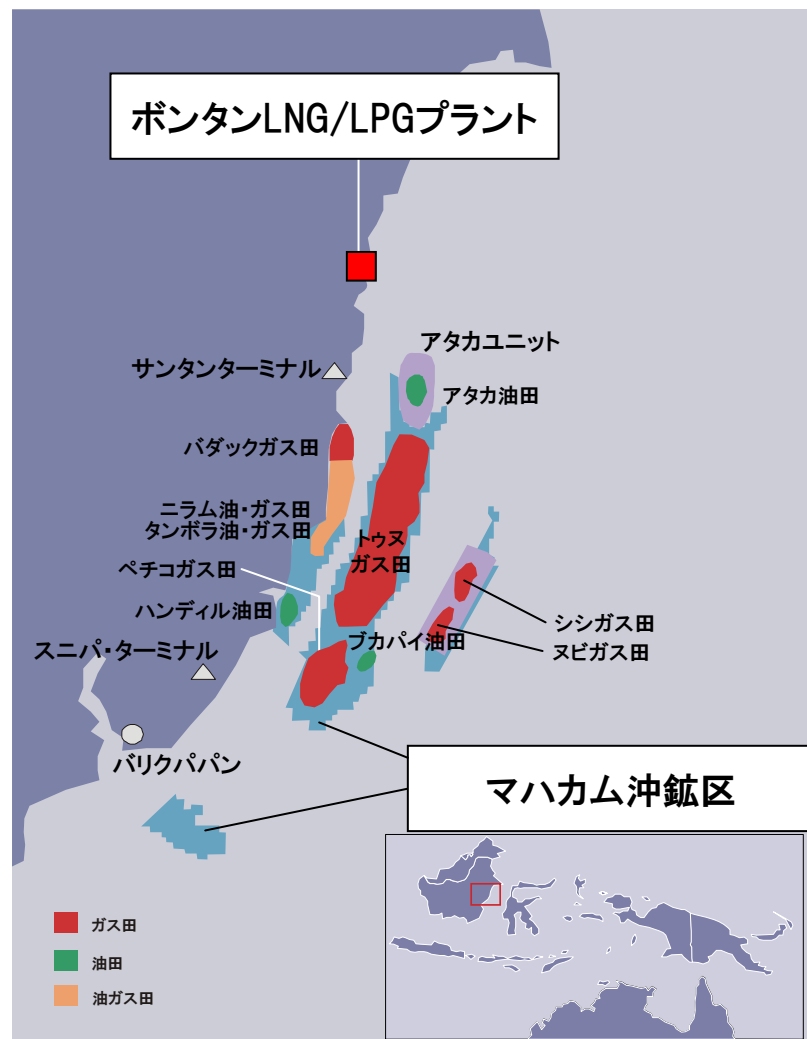 ボンタンLNG/LPGプラント
アタカユニット
サンタンターミナル
アタカ油田
バダックガス田
ニラム油・ガス田
タンボラ油・ガス田
トゥヌ
ガス田
ペチコガス田
ハンディル油田
シシガス田
ブカパイ油田
ヌビガス田
スニパ・ターミナル
バリクパパン
マハカム沖鉱区
ガス田
油田
油ガス田